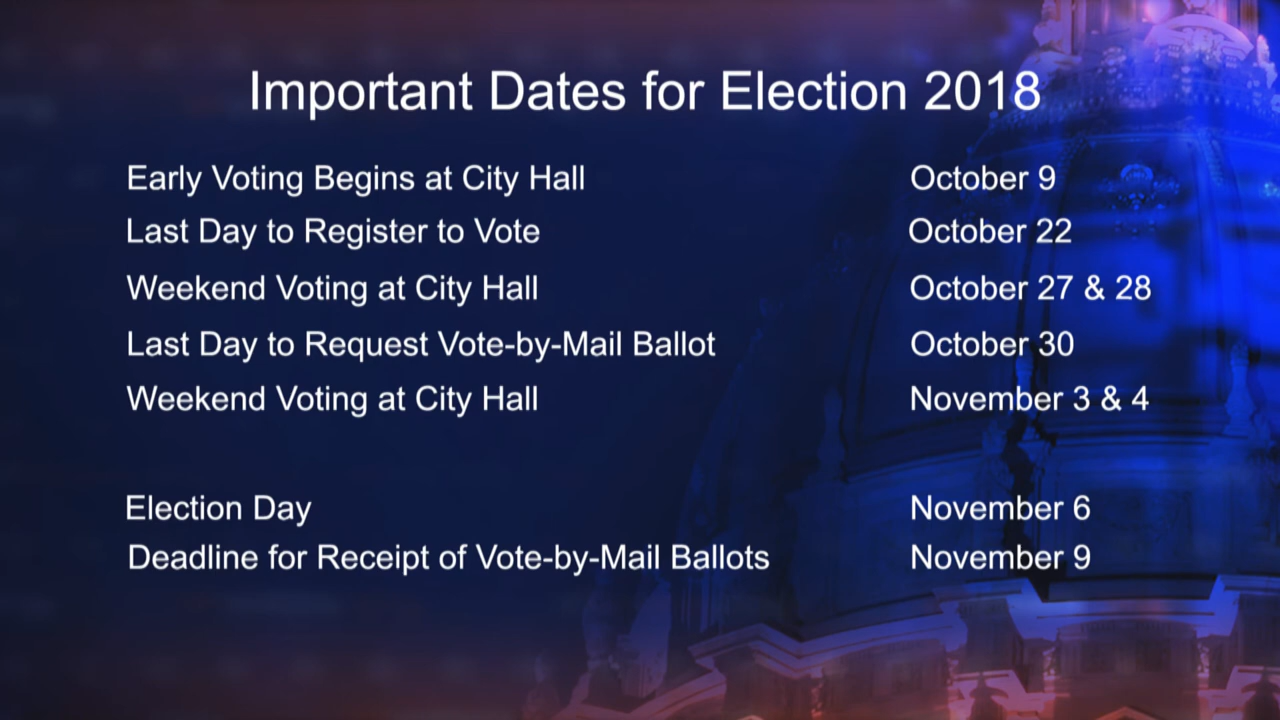 Important Dates for Election 2018
Early Voting Begins at City Hall October 9
Last Day to Register to Vote October 22
Weekend Voting at City Hall October 27 & 28
Last Day to Request Vote-by-Mail Ballot October 30
Weekend Voting at City Hall November 3 & 4
Election Day November 6
Deadline for Receipt of Vote-by-Mail Ballots November 9